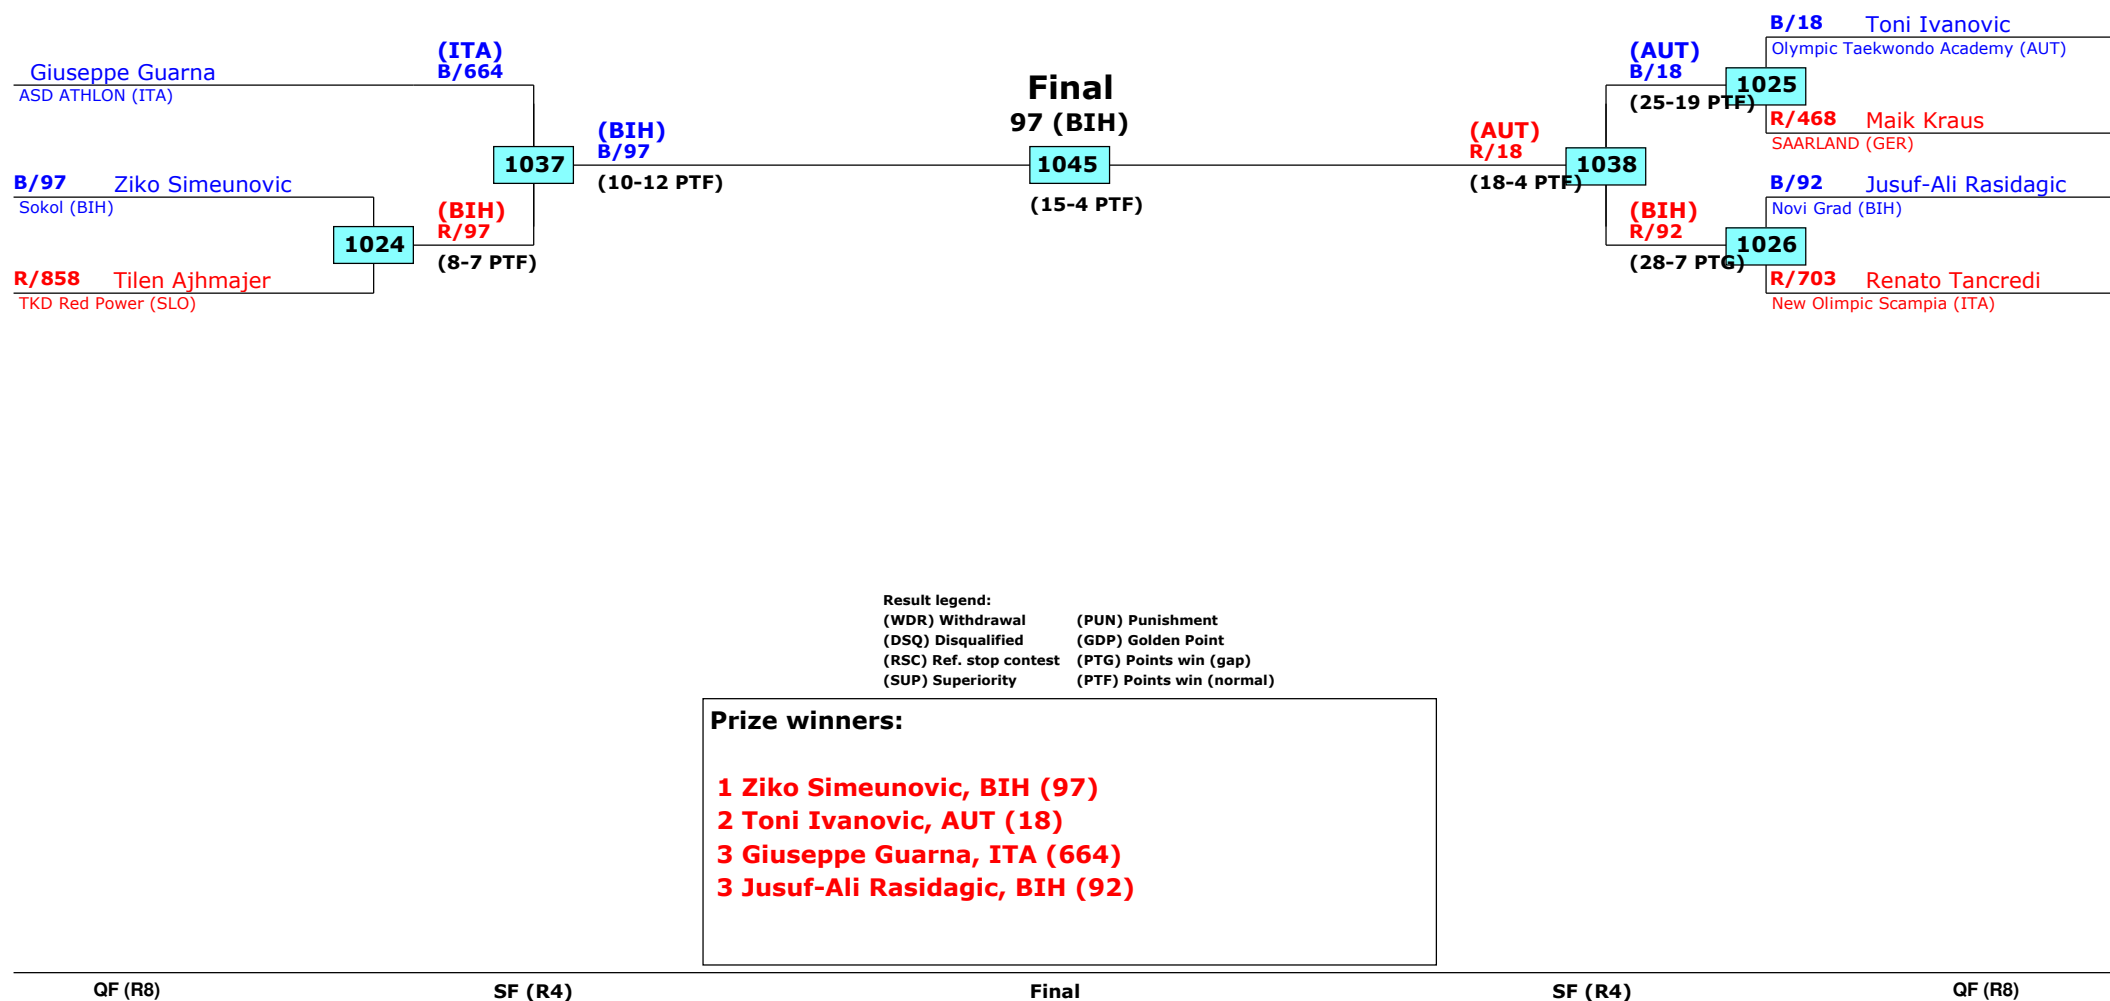 Giuseppe Guarna
ASD ATHLON (ITA)
B/97 Ziko Simeunovic
Sokol (BIH)
R/858 Tilen Ajhmajer
TKD Red Power (SLO)
1024
(ITA)
B/664
(BIH)
R/97
(8-7 PTF)
1037
(BIH)
B/97
(10-12 PTF)
Final
97 (BIH)
1045
(15-4 PTF)
(AUT)
R/18
(18-4 PTF)
1038
(AUT)
B/18
(25-19 PTF)
(BIH)
R/92
(28-7 PTG)
B/18 Toni Ivanovic
Olympic Taekwondo Academy (AUT)
1025
R/468 Maik Kraus
SAARLAND (GER)
B/92 Jusuf-Ali Rasidagic
Novi Grad (BIH)
1026
R/703 Renato Tancredi
New Olimpic Scampia (ITA)
Result legend:
(WDR) Withdrawal (PUN) Punishment
(DSQ) Disqualified (GDP) Golden Point
(RSC) Ref. stop contest (PTG) Points win (gap)
(SUP) Superiority (PTF) Points win (normal)
Prize winners:
1 Ziko Simeunovic, BIH (97)
2 Toni Ivanovic, AUT (18)
3 Giuseppe Guarna, ITA (664)
3 Jusuf-Ali Rasidagic, BIH (92)
QF (R8) SF (R4) Final SF (R4) QF (R8)